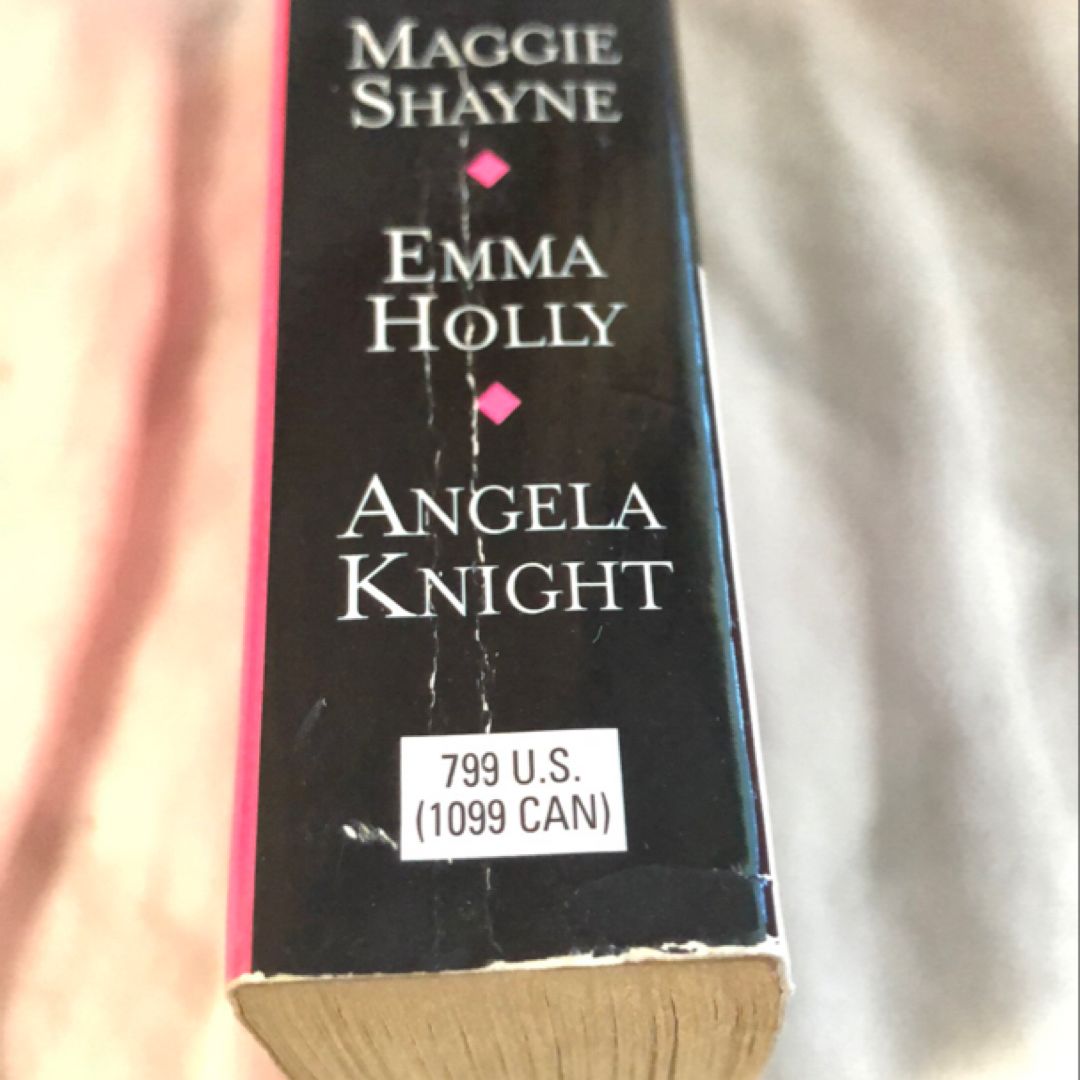 MAGGIE
SHAYNE
EMMA
HOLLY
ANGELA
KNIGHT
799 U.S.
(1099 CAN)